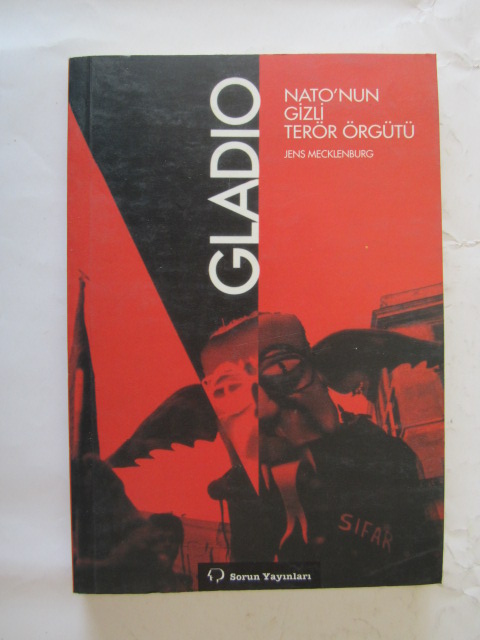 GLADIO
NATO'NUN
GİZLİ
TERÖR ÖRGÜTÜ
JENS MECKLENBURG
SIFAR
Sorun Yayınları